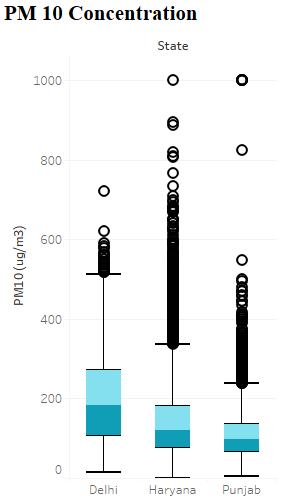 PM 10 Concentration
State
1000
800
600
400
200
0
PM10 (ug/m3)
Delhi Haryana Punjab